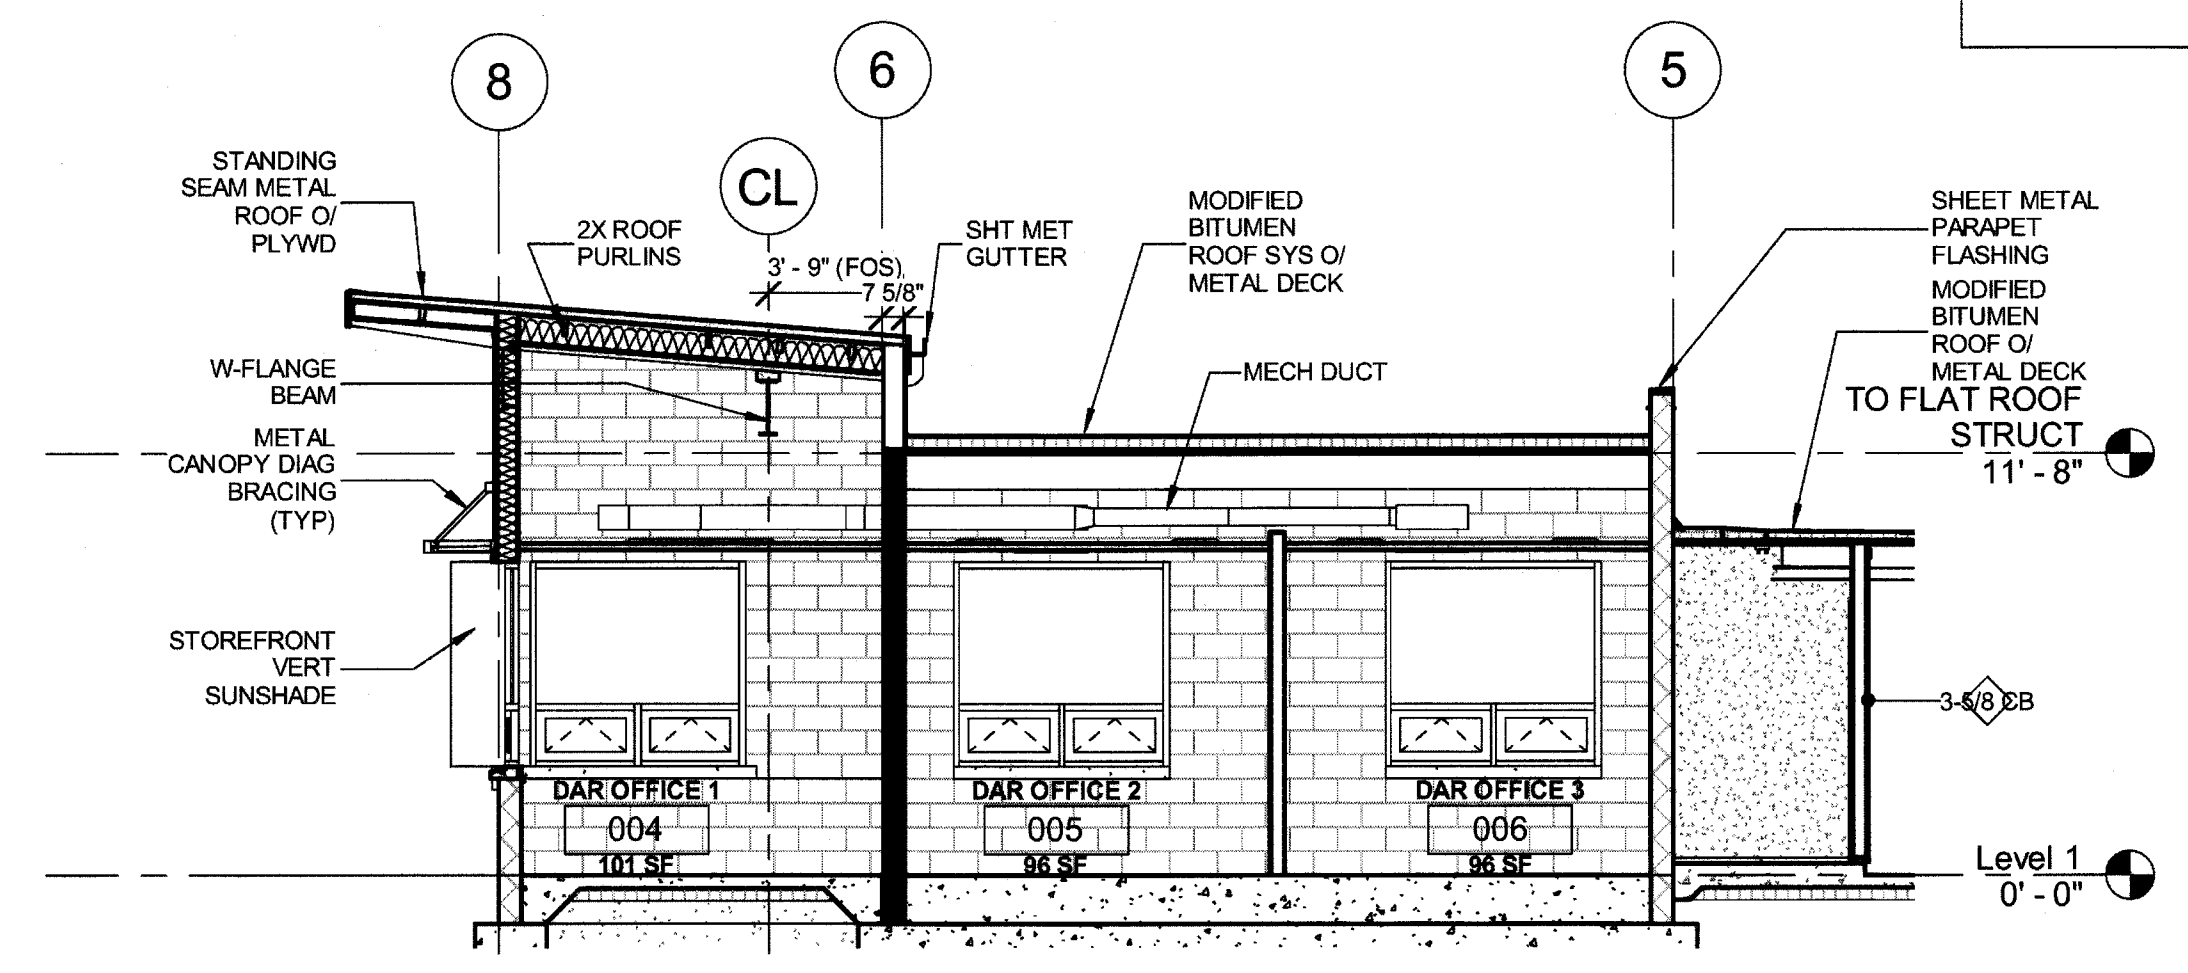 8
6
5
CL
STANDING
SEAM METAL
ROOF O/
PLYWD
2X ROOF
PURLINS
3' - 9" (FOS)
7 5/8"
SHT MET
GUTTER
MODIFIED
BITUMEN
ROOF SYS O/
METAL DECK
SHEET METAL
PARAPET
FLASHING
MODIFIED
BITUMEN
ROOF O/
METAL DECK
W-FLANGE
BEAM
MECH DUCT
TO FLAT ROOF
STRUCT
11' - 8"
METAL
CANOPY DIAG
BRACING
(TYP)
STOREFRONT
VERT
SUNSHADE
3-5/8 CB
DAR OFFICE 1
004
101 SF
DAR OFFICE 2
005
96 SF
DAR OFFICE 3
006
96 SF
Level 1
0' - 0"